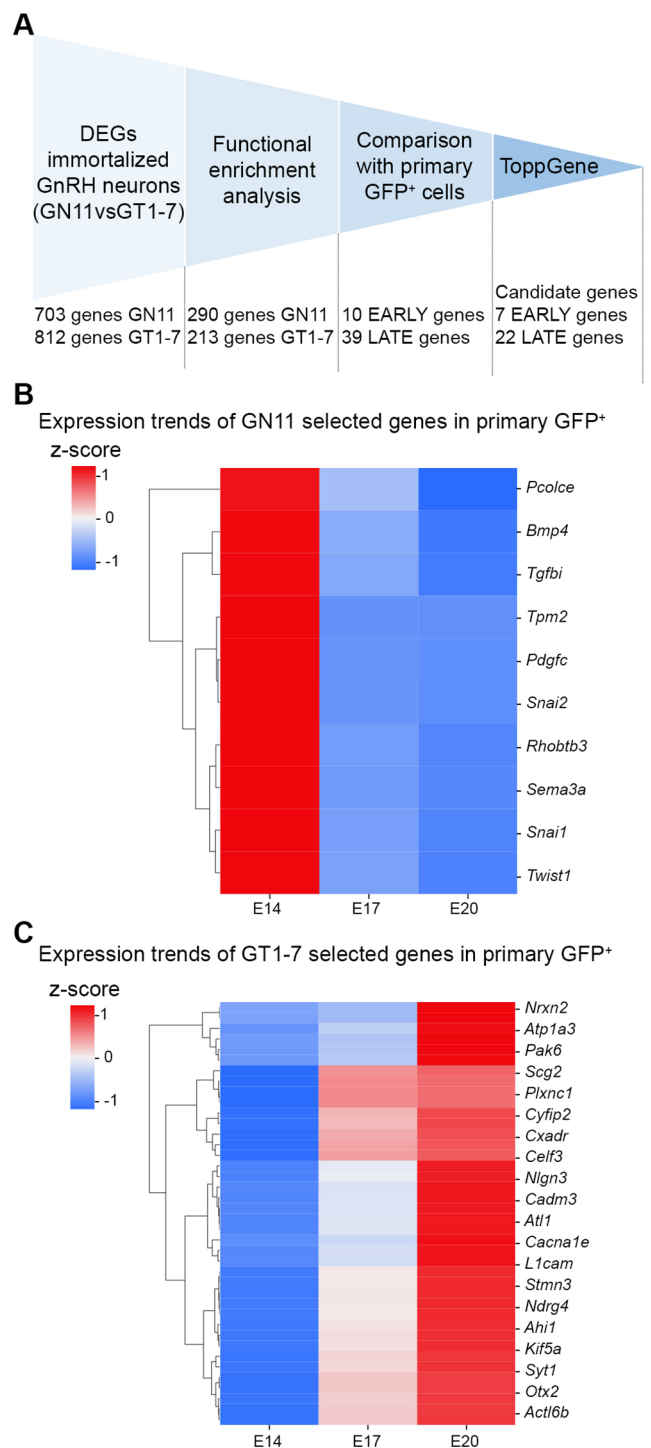 A
DEGs
immortalized
GnRH neurons
(GN11vsGT1-7)
Functional
enrichment
analysis
Comparison
with primary
GFP⁺ cells
ToppGene
703 genes GN11
812 genes GT1-7
290 genes GN11
213 genes GT1-7
10 EARLY genes
39 LATE genes
Candidate genes
7 EARLY genes
22 LATE genes
B
Expression trends of GN11 selected genes in primary GFP⁺
z-score
1
0
-1
Pcolce
Bmp4
Tgfbi
Tpm2
Pdgfc
Snai2
Rhobtb3
Sema3a
Snai1
Twist1
E14
E17
E20
C
Expression trends of GT1-7 selected genes in primary GFP⁺
z-score
1
0
-1
Nrxn2
Atp1a3
Pak6
Scg2
Plxnc1
Cyfip2
Cxadr
Celf3
Nlgn3
Cadm3
Atl1
Cacna1e
L1cam
Stmn3
Ndrg4
Ahi1
Kif5a
Syt1
Otx2
Actl6b
E14
E17
E20